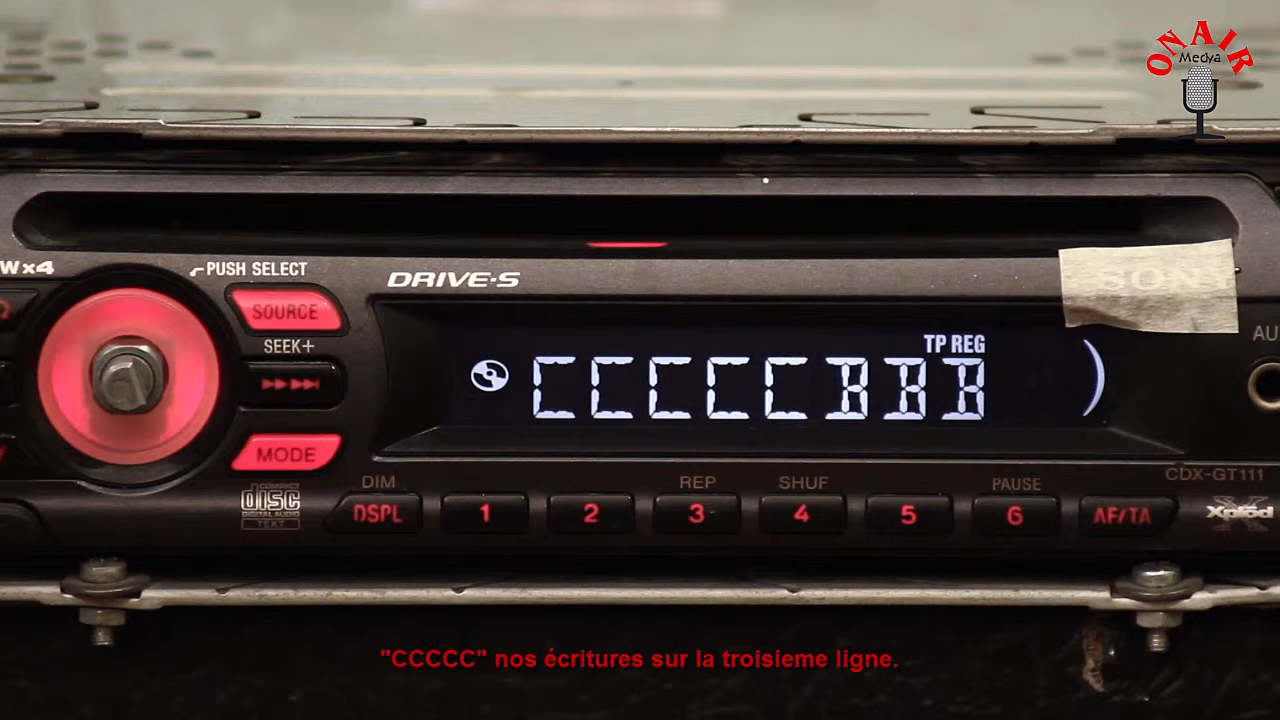 ONAIR
Medya
W x4
PUSH SELECT
DRIVE·S
SOURCE
SEEK+
TP REG
CCCCCBBB
MODE
COMPACT
disc
DIGITAL AUDIO
TEXT
DIM
REP
SHUF
PAUSE
CDX-GT111
DSPL
1
2
3
4
5
6
AF/TA
Xplod
"CCCCC" nos écritures sur la troisieme ligne.